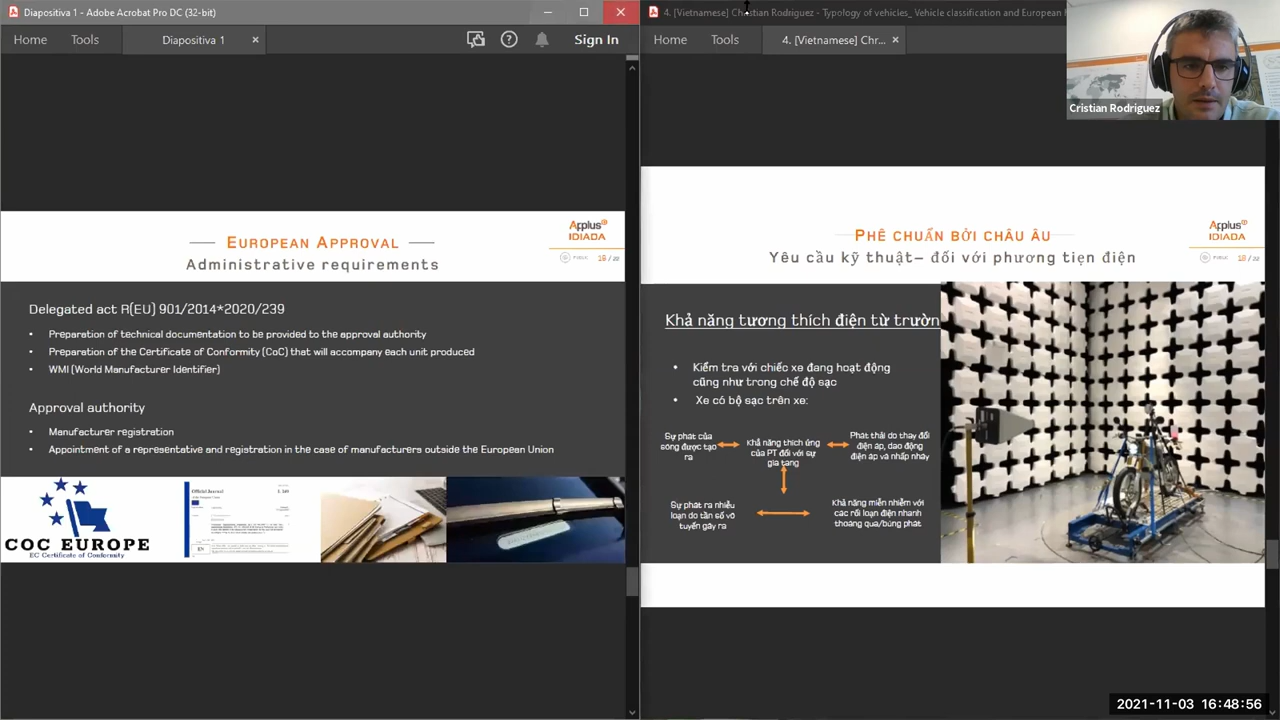 Diapositiva 1 - Adobe Acrobat Pro DC (32-bit)
Home
Tools
Diapositiva 1
Sign In
EUROPEAN APPROVAL
Administrative requirements
Applus
IDIADA
19 / 22
Delegated act R(EU) 901/2014*2020/239
• Preparation of technical documentation to be provided to the approval authority
• Preparation of the Certificate of Conformity (CoC) that will accompany each unit produced
• WMI (World Manufacturer Identifier)
Approval authority
• Manufacturer registration
• Appointment of a representative and registration in the case of manufacturers outside the European Union
COC EUROPE
EC Certificate of Conformity
Official Journal
4. [Vietnamese] Christian Rodriguez - Typology of vehicles_ Vehicle classification and European
Home
Tools
4. [Vietnamese] Chr...
Cristian Rodríguez
PHÊ CHUẨN BỞI CHÂU ÂU
Yêu cầu kỹ thuật– đối với phương tiện điện
Applus
IDIADA
18 / 22
Khả năng tương thích điện từ trườn
• Kiểm tra với chiếc xe đang hoạt động
cũng như trong chế độ sạc
• Xe có bộ sạc trên xe:
Sự phát của
sóng được tạo
ra
Khả năng thích ứng
của PT đối với sự
gia tang
Phát thải do thay đổi
điện áp, dao động
điện áp và nhấp nháy
Sự phát ra nhiễu
loạn do tần số vô
tuyến gây ra
Khả năng miễn nhiễm với
các rối loạn điện nhanh
thoáng qua/bùng phát
2021-11-03 16:48:56